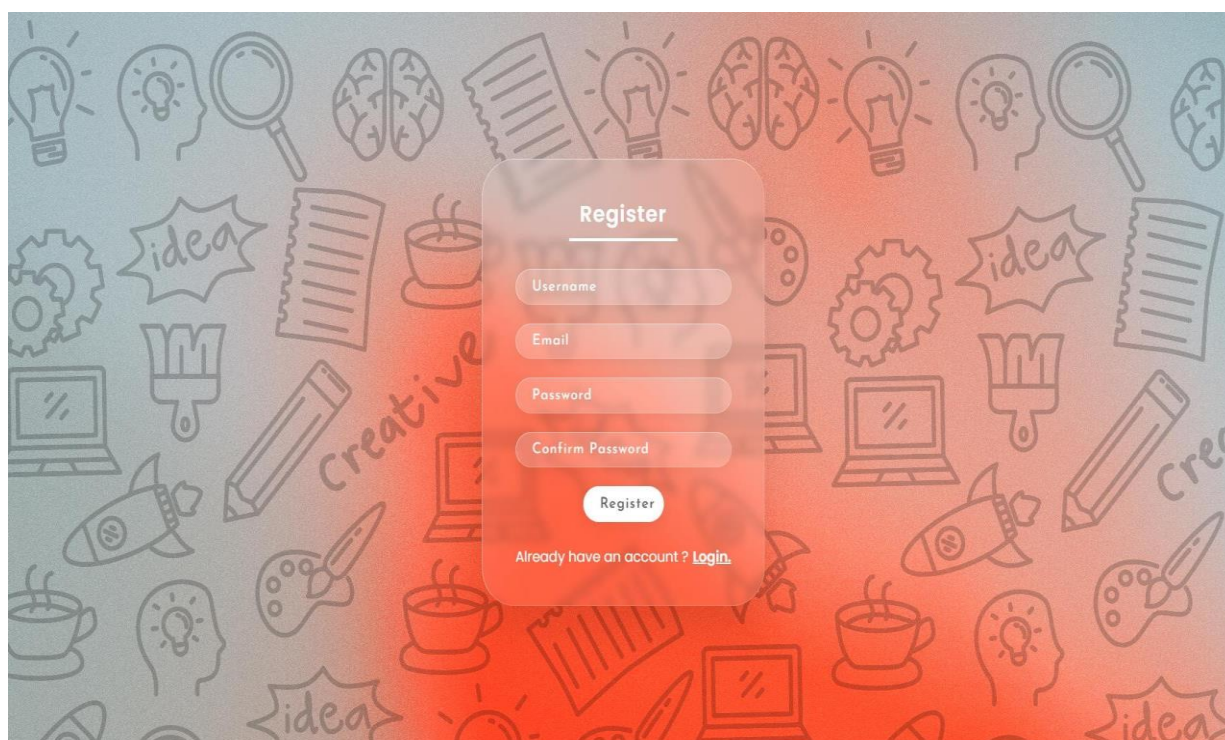 idea
idea
Creative
Cre
Register
Username
Email
Password
Confirm Password
Register
Already have an account ? Login.
idea
idea